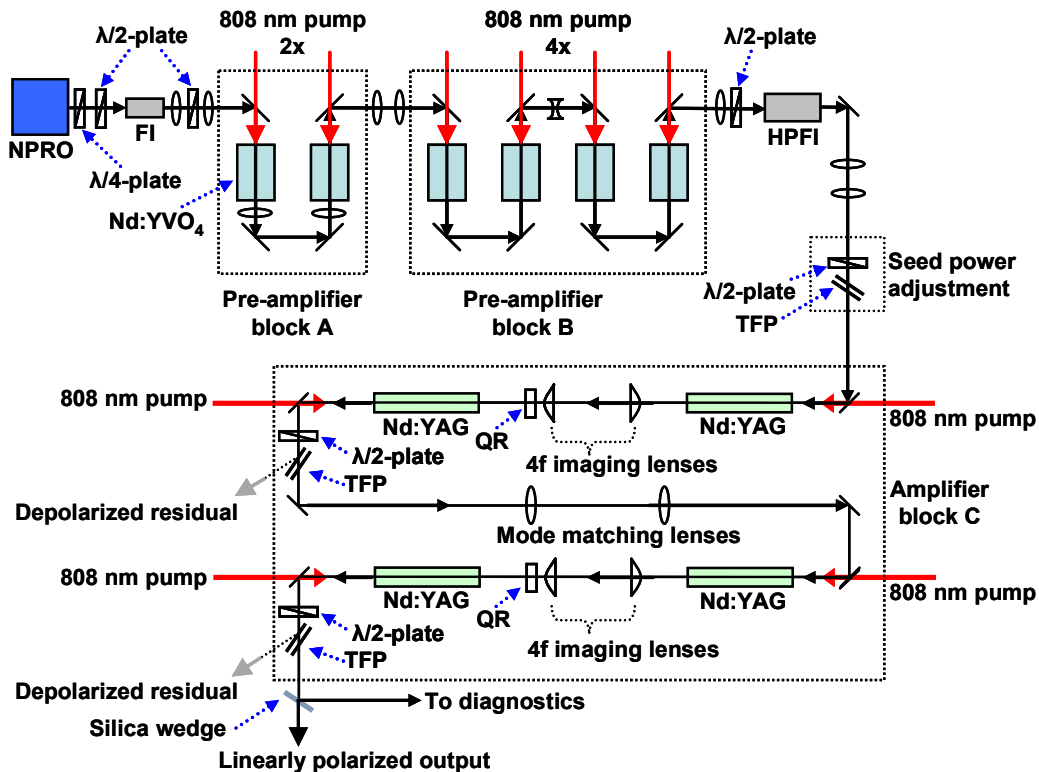 λ/2-plate
808 nm pump
2x
808 nm pump
4x
λ/2-plate
NPRO
FI
HPFI
λ/4-plate
Nd:YVO4
Pre-amplifier
block A
Pre-amplifier
block B
λ/2-plate
TFP
Seed power
adjustment
808 nm pump
Nd:YAG
QR
Nd:YAG
808 nm pump
4f imaging lenses
λ/2-plate
TFP
Depolarized residual
Mode matching lenses
Amplifier
block C
808 nm pump
Nd:YAG
QR
Nd:YAG
808 nm pump
4f imaging lenses
λ/2-plate
TFP
Depolarized residual
Silica wedge
To diagnostics
Linearly polarized output